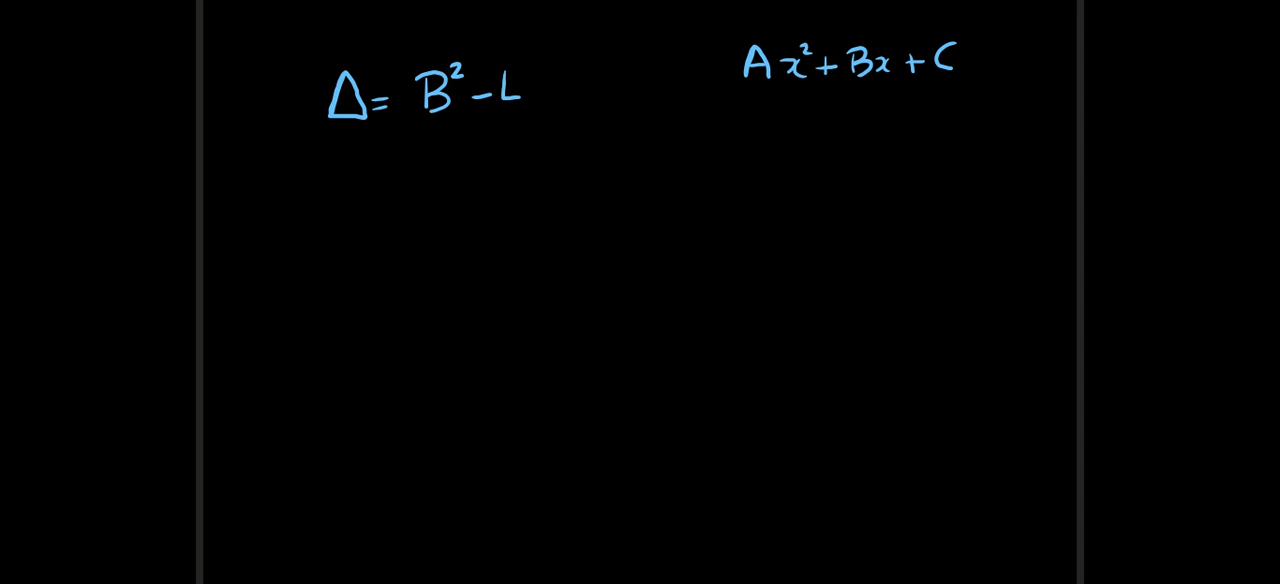 Δ = B² - L
Ax² + Bx + C